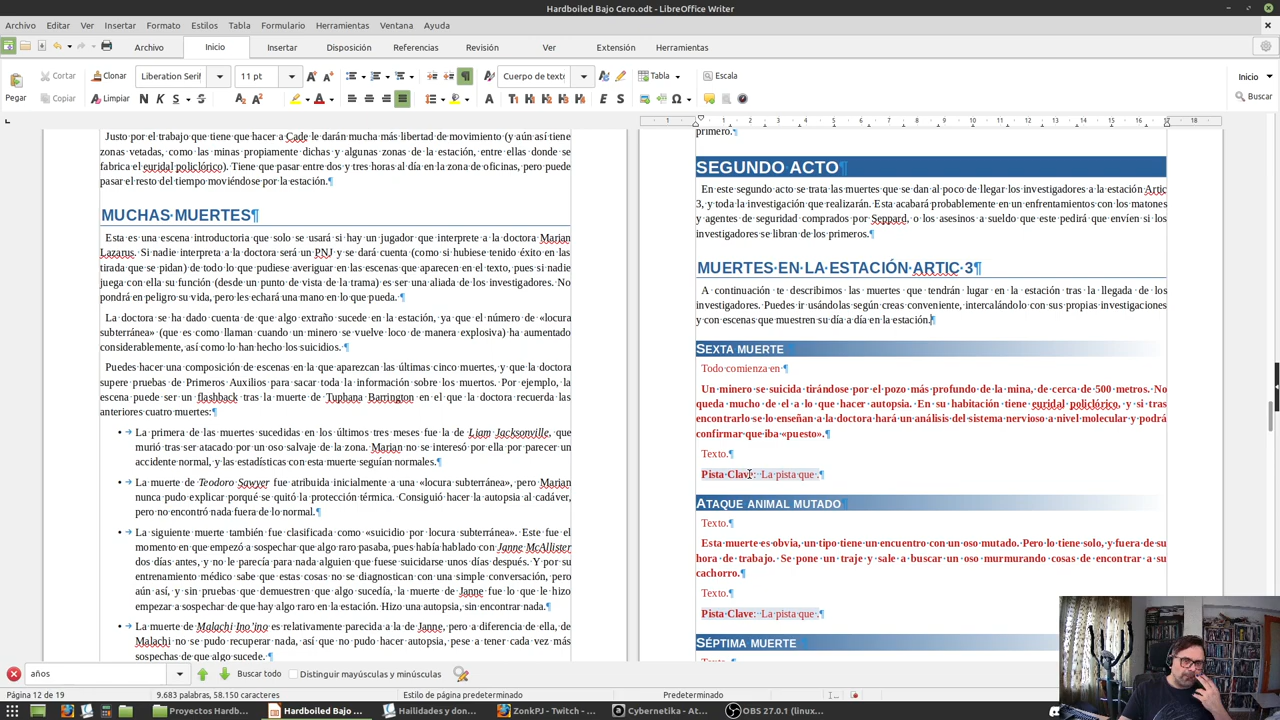 Hardboiled Bajo Cero.odt - LibreOffice Writer
Archivo Editar Ver Insertar Formato Estilos Tabla Formulario Herramientas Ventana Ayuda
Archivo Inicio Insertar Disposición Referencias Revisión Ver Extensión Herramientas
Pegar Cortar Clonar Liberation Serif 11 pt Cuerpo de texto Tabla Escala Inicio
Copiar Limpiar Buscar
Justo por el trabajo que tiene que hacer a Cade le darán mucha más libertad de movimiento (y aún así tiene
zonas vetadas, como las minas propiamente dichas y algunas zonas de la estación, entre ellas donde se
fabrica el euridal policlórico). Tiene que pasar entre dos y tres horas al día en la zona de oficinas, pero puede
pasar el resto del tiempo moviéndose por la estación.¶
MUCHAS MUERTES¶
Esta es una escena introductoria que solo se usará si hay un jugador que interprete a la doctora Marian
Lazarus. Si nadie interpreta a la doctora será un PNJ y se dará cuenta (como si hubiese tenido éxito en las
tirada que se pidan) de todo lo que pudiese averiguar en las escenas que aparecen en el texto, pues si nadie
juega con ella su función (desde un punto de vista de la trama) es ser una aliada de los investigadores. No
pondrá en peligro su vida, pero les echará una mano en lo que pueda. ¶
La doctora se ha dado cuenta de que algo extraño sucede en la estación, ya que el número de «locura
subterránea» (que es como llaman cuando un minero se vuelve loco de manera explosiva) ha aumentado
considerablemente, así como lo han hecho los suicidios. ¶
Puedes hacer una composición de escenas en la que aparezcan las últimas cinco muertes, en las que la doctora
supere pruebas de Primeros Auxilios para sacar toda la información sobre los muertos. Por ejemplo, la
escena puede ser un flashback tras la muerte de Tuphana Barrington en el que la doctora recuerda las
anteriores cuatro muertes:¶
• La primera de las muertes sucedidas en los últimos tres meses fue la de Liam Jacksonville, que
murió tras ser atacado por un oso salvaje de la zona. Marian no se interesó por ella por parecer un
accidente normal, y las estadísticas con esta muerte seguían normales.¶
• La muerte de Teodoro Sawyer fue atribuida inicialmente a una «locura subterránea», pero Marian
nunca pudo explicar porqué se quitó la protección térmica. Consiguió hacer la autopsia al cadáver,
pero no encontró nada fuera de lo normal.¶
• La siguiente muerte también fue clasificada como «suicidio por locura subterránea». Este fue el
momento en que empezó a sospechar que algo raro pasaba, pues había hablado con Janne McAllister
dos días antes, y no le parecía para nada alguien que fuese suicidarse unos días después. Y por su
entrenamiento médico sabe que estas cosas no se diagnostican con una simple conversación, pero
aún así, y sin pruebas que demuestren que algo sucedía, la muerte de Janne fue lo que le hizo
empezar a sospechar de que hay algo raro en la estación. Hizo una autopsia, sin encontrar nada.¶
• La muerte de Malachi Ino'ino es relativamente parecida a la de Janne, pero a diferencia de ella, de
Malachi no se pudo recuperar nada, así que no pudo hacer autopsia, pese a tener cada vez más
sospechas de que algo sucede.¶
primero.¶
SEGUNDO ACTO¶
En este segundo acto se trata las muertes que se dan al poco de llegar los investigadores a la estación Artic
3, y toda la investigación que realizarán. Esta acabará probablemente en un enfrentamientos con los matones
y agentes de seguridad comprados por Seppard, o los asesinos a sueldo que este pedirá que envíen si los
investigadores se libran de los primeros.¶
MUERTES EN LA ESTACIÓN ARTIC 3¶
A continuación te describimos las muertes que tendrán lugar en la estación tras la llegada de los
investigadores. Puedes ir usándolas según creas conveniente, intercalándolo con sus propias investigaciones
y con escenas que muestren su día a día en la estación.¶
SEXTA MUERTE ¶
Todo comienza en ¶
Un minero se suicida tirándose por el pozo más profundo de la mina, de cerca de 500 metros. No
queda mucho de el a lo que hacer autopsia. En su habitación tiene euridal policlórico, y si tras
encontrarlo se lo enseñan a la doctora hará un análisis del sistema nervioso a nivel molecular y podrá
confirmar que iba «puesto».¶
Texto.¶
Pista Clave: La pista que .¶
ATAQUE ANIMAL MUTADO¶
Texto.¶
Esta muerte es obvia, un tipo tiene un encuentro con un oso mutado. Pero lo tiene solo, y fuera de su
hora de trabajo. Se pone un traje y sale a buscar un oso murmurando cosas de encontrar a su
cachorro.¶
Texto.¶
Pista Clave: La pista que .¶
SÉPTIMA MUERTE ¶
años Buscar todo Distinguir mayúsculas y minúsculas
Página 12 de 19 9.683 palabras, 58.150 caracteres Estilo de página predeterminado Predeterminado
Proyectos Hardb... Hardboiled Bajo ... Hailidades y don... ZonkPJ - Twitch - ... Cybernetika - At... OBS 27.0.1 (linux...